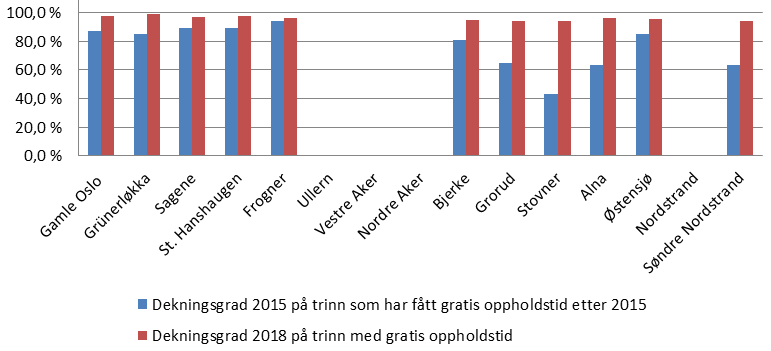 100,0 %
80,0 %
60,0 %
40,0 %
20,0 %
0,0 %
Gamle Oslo
Grünerløkka
Sagene
St. Hanshaugen
Frogner
Ullern
Vestre Aker
Nordre Aker
Bjerke
Grorud
Stovner
Alna
Østensjø
Nordstrand
Søndre Nordstrand
Dekningsgrad 2015 på trinn som har fått gratis oppholdstid etter 2015
Dekningsgrad 2018 på trinn med gratis oppholdstid